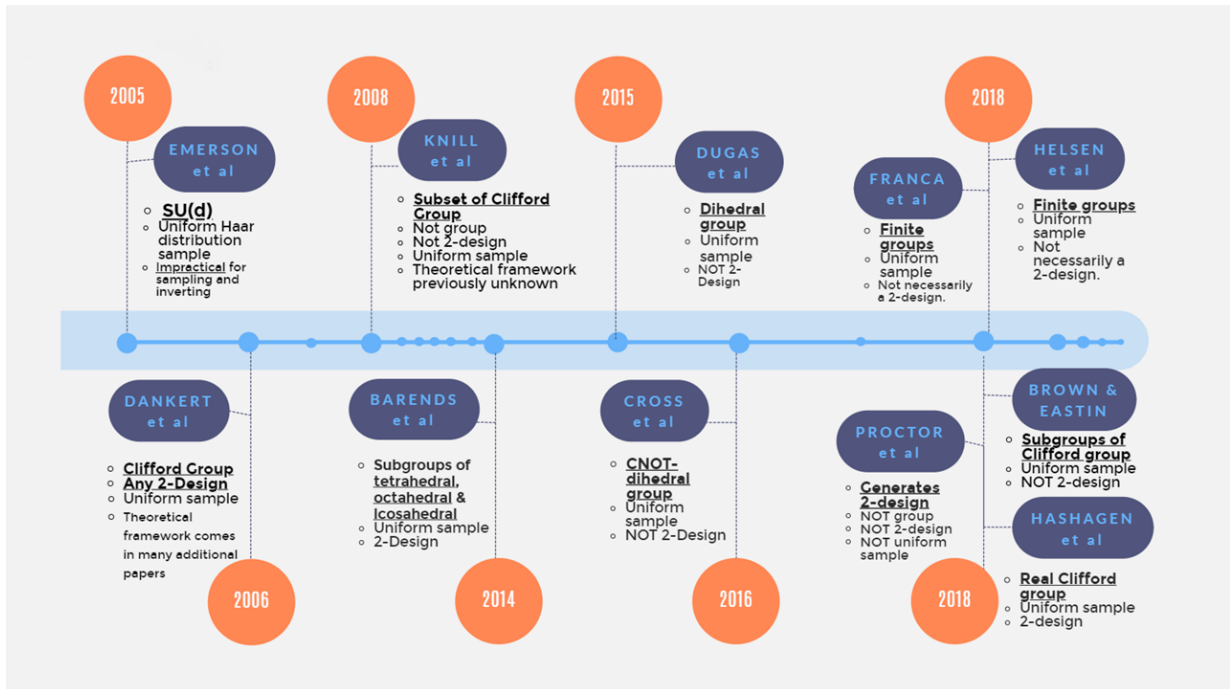 2005
EMERSON
et al
SU(d)
Uniform Haar
distribution
sample
Impractical for
sampling and
inverting
2008
KNILL
et al
Subset of Clifford
Group
Not group
Not 2-design
Uniform sample
Theoretical framework
previously unknown
2015
DUGAS
et al
Dihedral
group
Uniform
sample
NOT 2-
Design
2018
FRANCA
et al
Finite
groups
Uniform
sample
Not necessarily
a 2-design.
HELSEN
et al
Finite groups
Uniform
sample
Not
necessarily a
2-design.
DANKERT
et al
Clifford Group
Any 2-Design
Uniform sample
Theoretical
framework comes
in many additional
papers
2006
BARENDS
et al
Subgroups of
tetrahedral,
octahedral &
icosahedral
Uniform sample
2-Design
2014
CROSS
et al
CNOT-
dihedral
group
Uniform
sample
NOT 2-Design
2016
PROCTOR
et al
Generates
2-design
NOT group
NOT 2-design
NOT uniform
sample
2018
BROWN &
EASTIN
Subgroups of
Clifford group
Uniform sample
NOT 2-design
HASHAGEN
et al
Real Clifford
group
Uniform sample
2-design